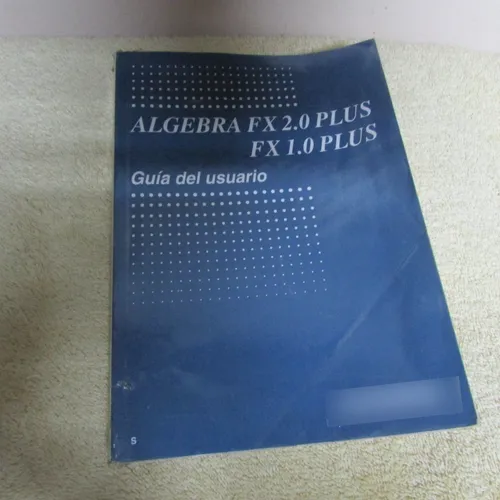 ALGEBRA FX 2.0 PLUS
FX 1.0 PLUS
Guía del usuario
S